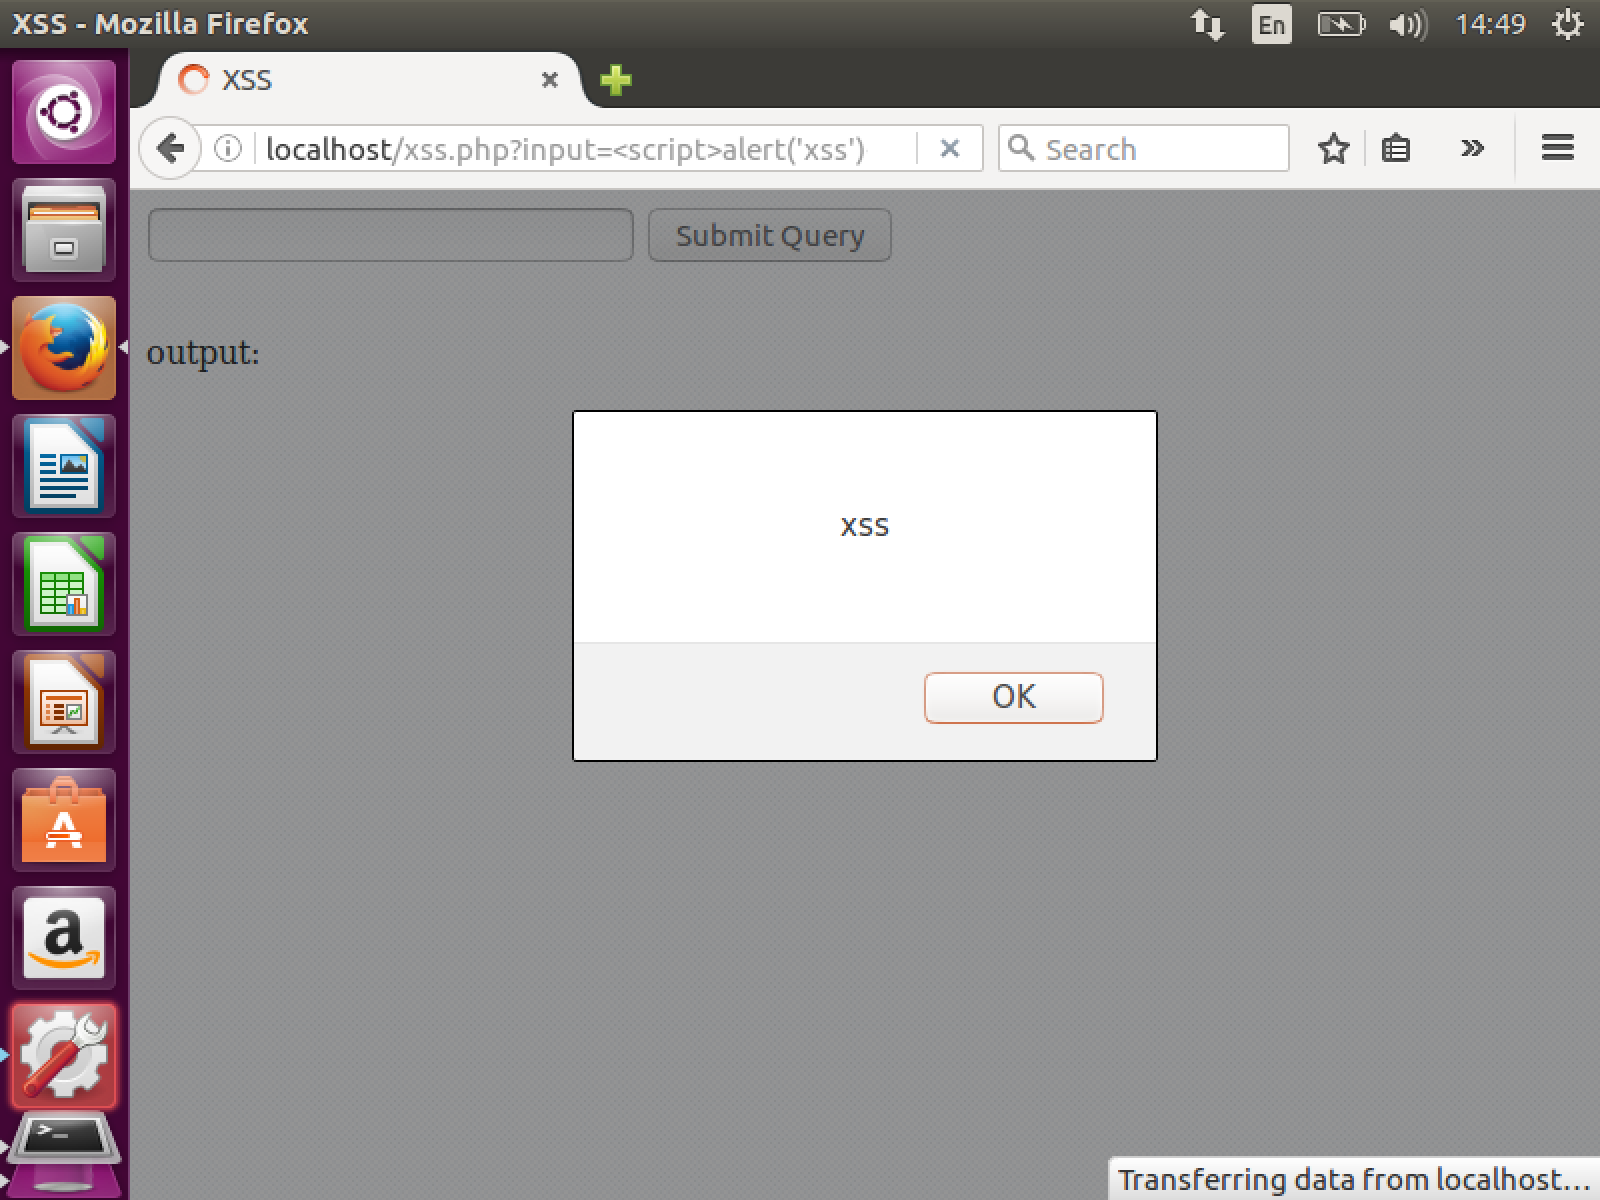 XSS - Mozilla Firefox
En
14:49
XSS
localhost/xss.php?input=<script>alert('xss')
Search
Submit Query
output:
xss
OK
A
a
>_
Transferring data from localhost...